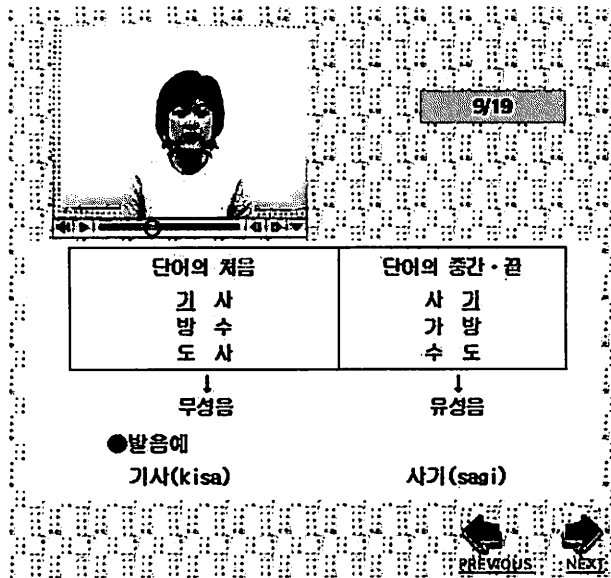 9/19
단어의 처음
기 사
방 수
도 사
단어의 중간·끝
사 기
가 방
수 도
↓
무성음
↓
유성음
●발음예
기사(kisa)
사기(sagi)
PREVIOUS
NEXT